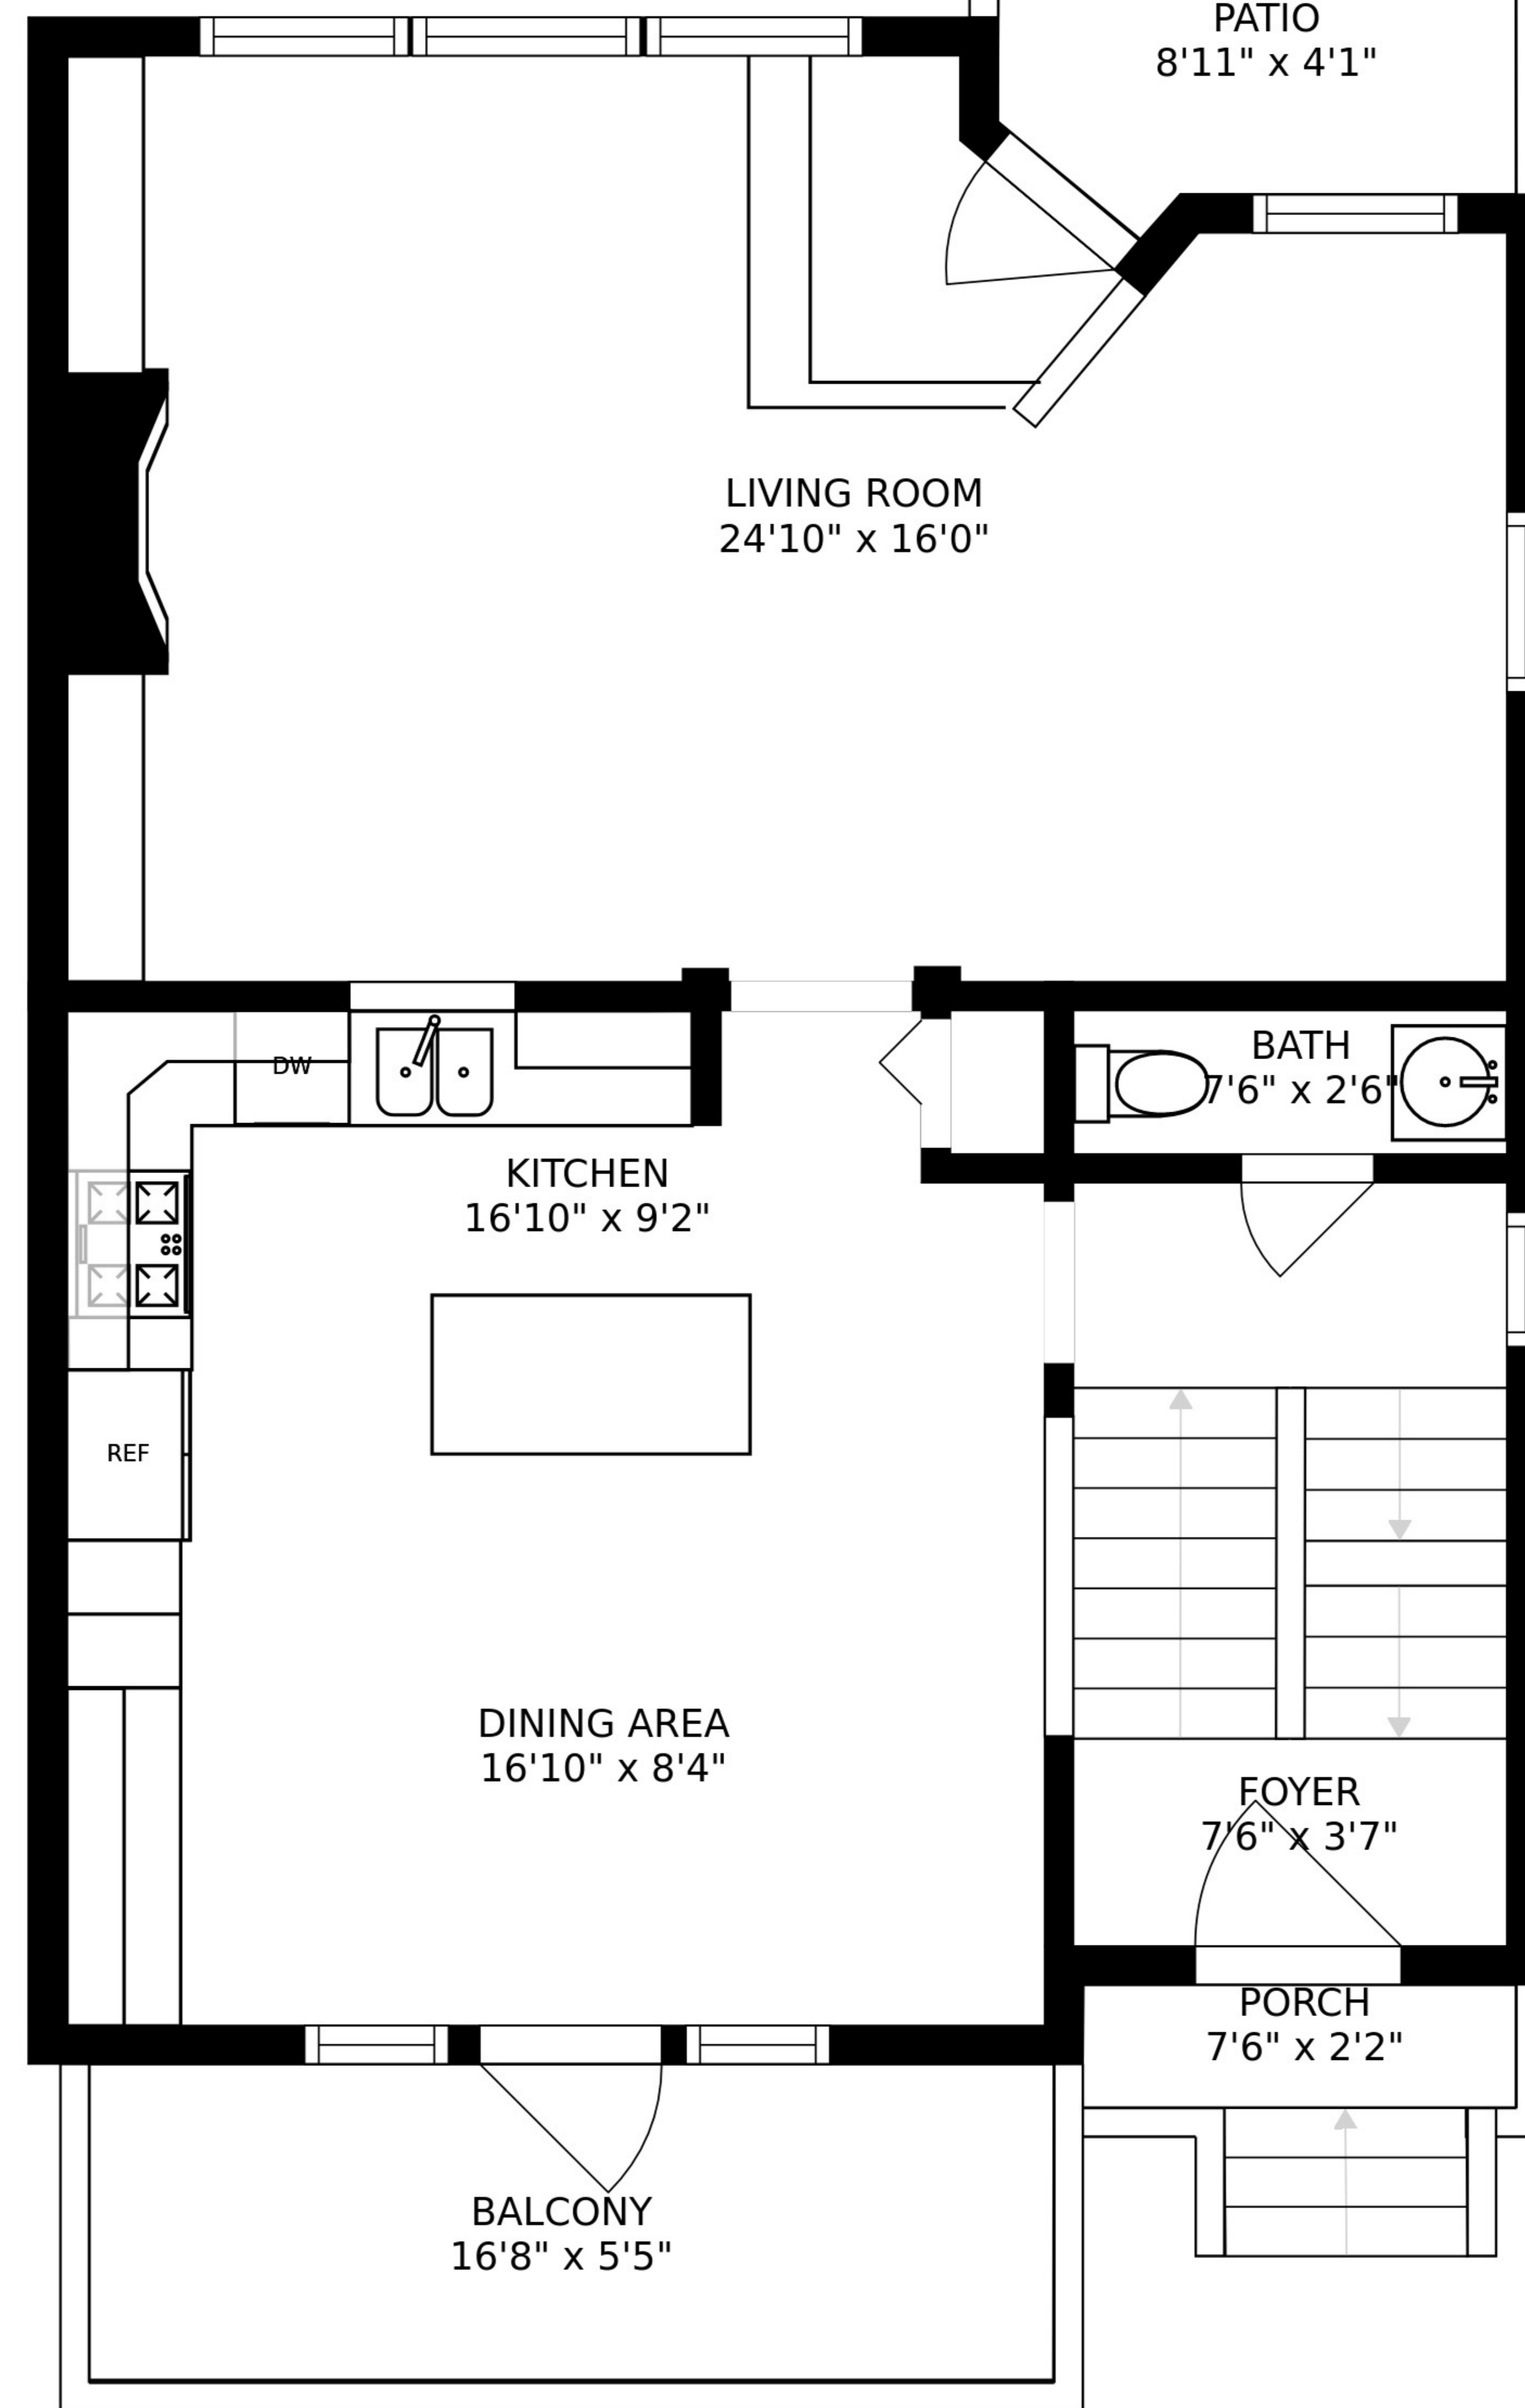 PATIO
8'11" x 4'1"
LIVING ROOM
24'10" x 16'0"
BATH
7'6" x 2'6"
DW
KITCHEN
16'10" x 9'2"
REF
DINING AREA
16'10" x 8'4"
FOYER
7'6" x 3'7"
PORCH
7'6" x 2'2"
BALCONY
16'8" x 5'5"